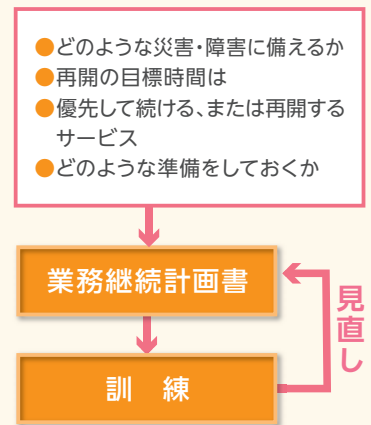 ●どのような災害・障害に備えるか
●再開の目標時間は
●優先して続ける、または再開する
サービス
●どのような準備をしておくか
業務継続計画書
見直し
訓　練